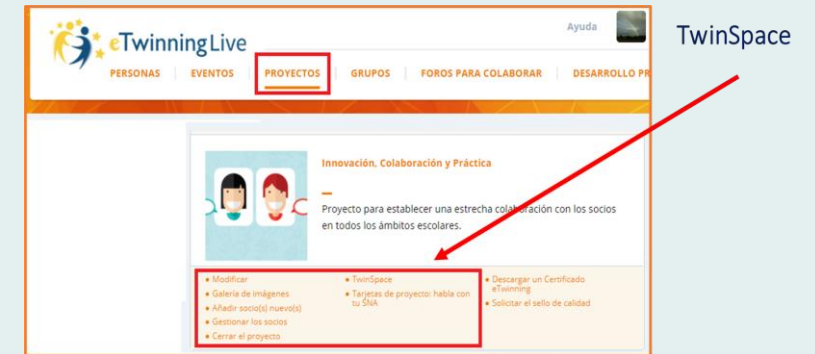 eTwinningLive
Ayuda
TwinSpace
PERSONAS EVENTOS PROYECTOS GRUPOS FOROS PARA COLABORAR DESARROLLO PR
Innovación, Colaboración y Práctica
Proyecto para establecer una estrecha colaboración con los socios
en todos los ámbitos escolares.
• Modificar
• Galería de Imágenes
• Añadir socio(s) nuevo(s)
• Gestionar los socios
• Cerrar el proyecto
• TwinSpace
• Tarjetas de proyecto: habla con
tu SNA
• Descargar un Certificado
eTwinning
• Solicitar el sello de calidad